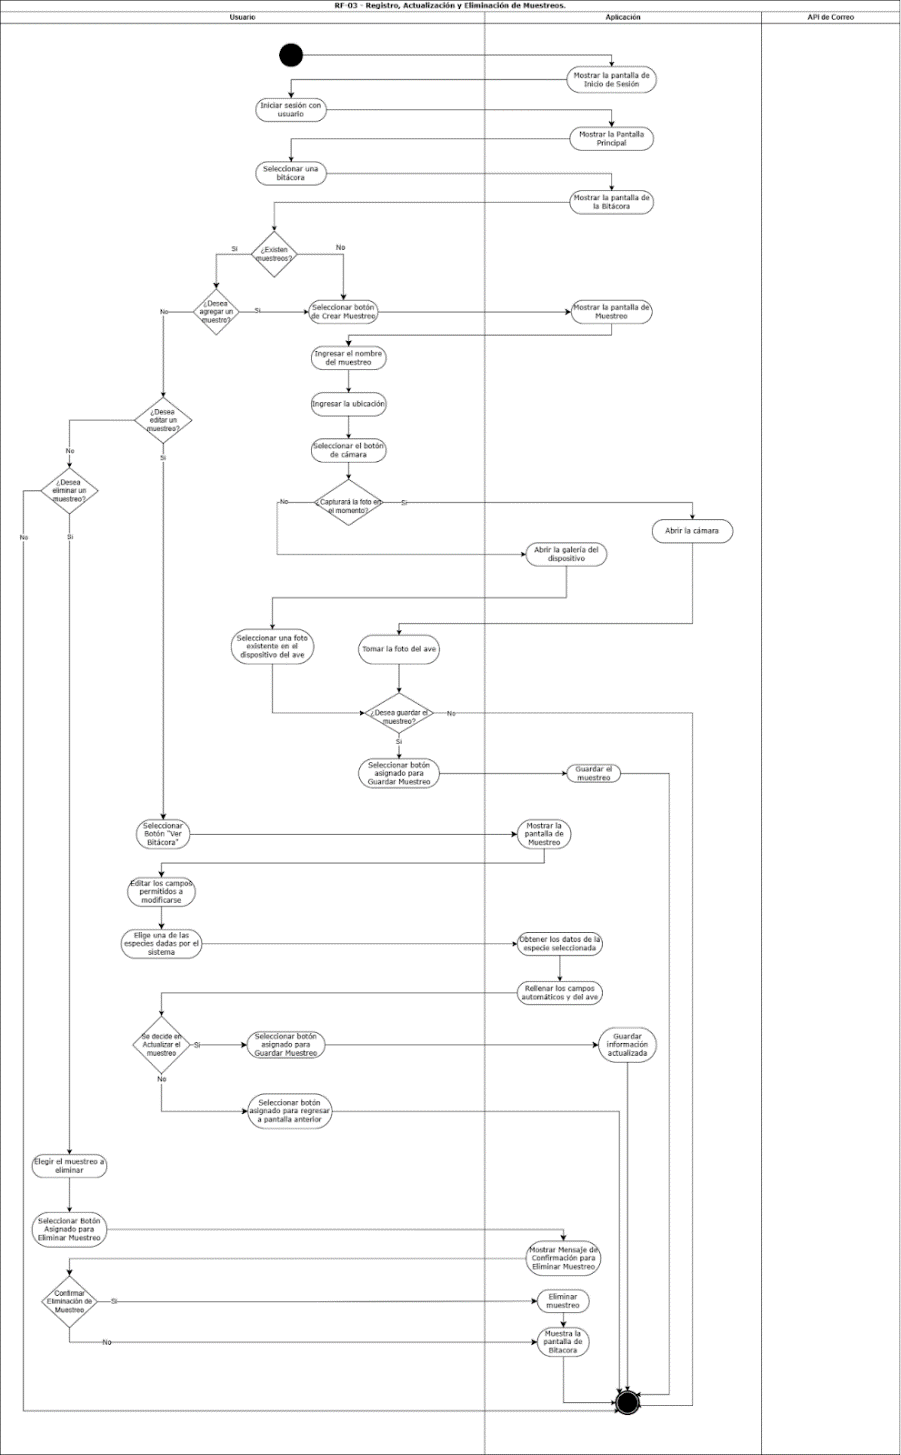 RF-03 - Registro, Actualización y Eliminación de Muestreos.
Usuario
Aplicación
API de Correo
Mostrar la pantalla de
Inicio de Sesión
Iniciar sesión con
usuario
Mostrar la Pantalla
Principal
Seleccionar una
bitácora
Mostrar la pantalla de
la Bitácora
¿Existen
muestreos?
Si
No
¿Desea
agregar un
muestro?
No
Si
Seleccionar botón
de Crear Muestreo
Mostrar la pantalla de
Muestreo
Ingresar el nombre
del muestreo
Ingresar la ubicación
¿Desea
editar un
muestreo?
No
Si
Seleccionar el botón
de cámara
¿Desea
eliminar un
muestreo?
No
Si
¿Capturará la foto en
el momento?
No
Si
Abrir la cámara
Abrir la galería del
dispositivo
Seleccionar una foto
existente en el
dispositivo del ave
Tomar la foto del ave
¿Desea guardar el
muestreo?
No
Si
Seleccionar botón
asignado para
Guardar Muestreo
Guardar el
muestreo
Seleccionar
Botón "Ver
Bitácora"
Mostrar la
pantalla de
Muestreo
Editar los campos
permitidos a
modificarse
Elige una de las
especies dadas por el
sistema
Obtener los datos de la
especie seleccionada
Rellenar los campos
automáticos y del ave
Se decide en
Actualizar el
muestreo
Si
No
Seleccionar botón
asignado para
Guardar Muestreo
Guardar
información
actualizada
Seleccionar botón
asignado para regresar
a pantalla anterior
Elegir el muestreo a
eliminar
Seleccionar Botón
Asignado para
Eliminar Muestreo
Mostrar Mensaje de
Confirmación para
Eliminar Muestreo
Confirmar
Eliminación de
Muestreo
Si
No
Eliminar
muestreo
Muestra la
pantalla de
Bitacora